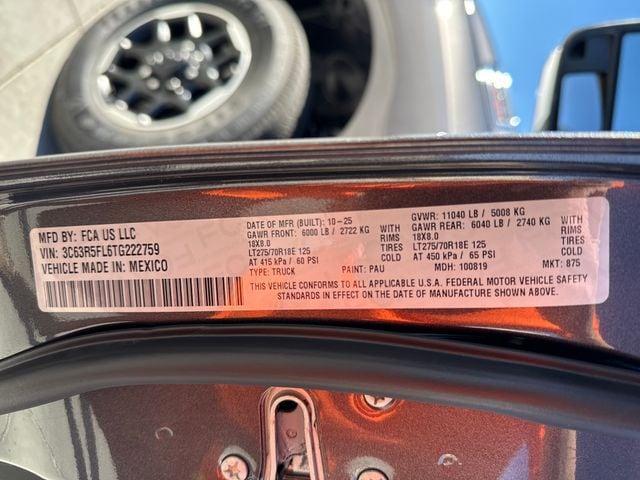 MFD BY: FCA US LLC
VIN: 3C63R5FL6TG222759
VEHICLE MADE IN: MEXICO
DATE OF MFR (BUILT): 10-25
GAWR FRONT: 6000 LB / 2722 KG
18X8.0
LT275/70R18E 125
AT 415 kPa / 60 PSI
TYPE: TRUCK
WITH
RIMS
TIRES
COLD
PAINT: PAU
GVWR: 11040 LB / 5008 KG
GAWR REAR: 6040 LB / 2740 KG
18X8.0
LT275/70R18E 125
AT 450 kPa / 65 PSI
MDH: 100819
WITH
RIMS
TIRES
COLD
MKT: 875
THIS VEHICLE CONFORMS TO ALL APPLICABLE U.S.A. FEDERAL MOTOR VEHICLE SAFETY
STANDARDS IN EFFECT ON THE DATE OF MANUFACTURE SHOWN ABOVE.